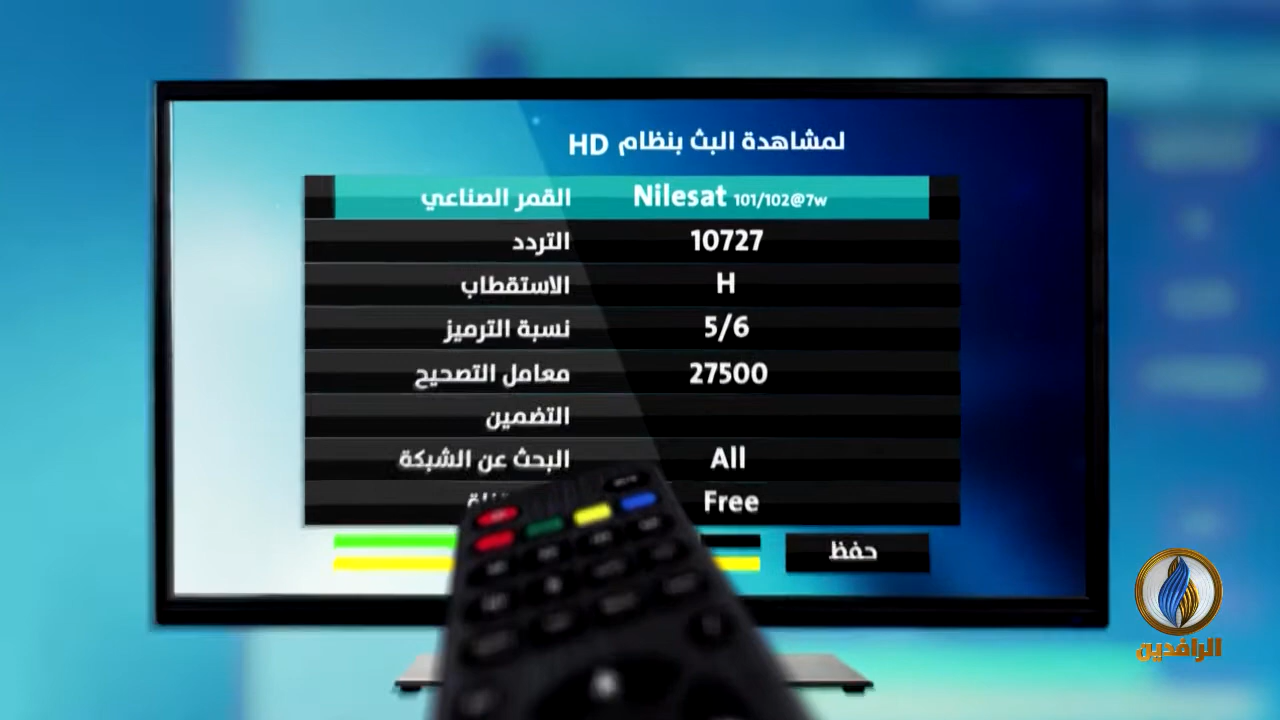 لمشاهدة البث بنظام HD
القمر الصناعي Nilesat 101/102@7w
التردد 10727
الاستقطاب H
نسبة الترميز 5/6
معامل التصحيح 27500
التضمين
البحث عن الشبكة All
Free
حفظ
الرافدين